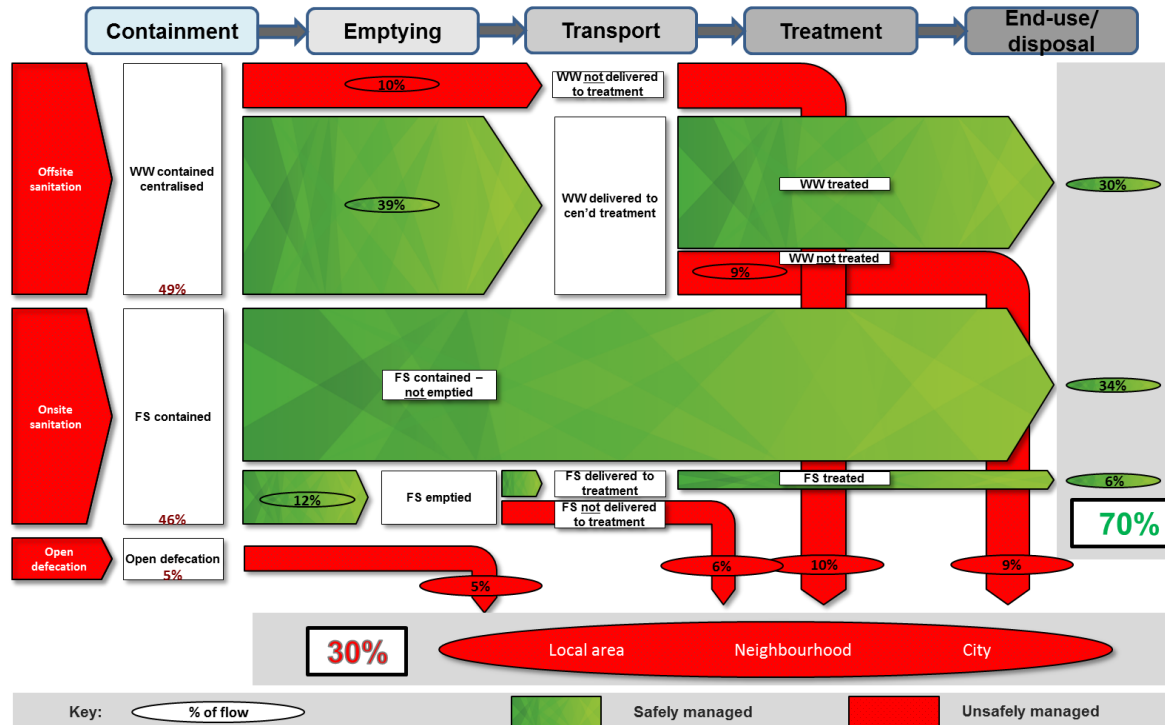 Containment
Emptying
Transport
Treatment
End-use/
disposal
10%
WW not delivered
to treatment
Offsite
sanitation
WW contained
centralised
49%
39%
WW delivered to
cen'd treatment
WW treated
30%
WW not treated
9%
Onsite
sanitation
FS contained
46%
FS contained –
not emptied
34%
12%
FS emptied
FS delivered to
treatment
FS not delivered
to treatment
FS treated
6%
70%
Open
defecation
Open defecation
5%
5%
6%
10%
9%
30%
Local area
Neighbourhood
City
Key:
% of flow
Safely managed
Unsafely managed